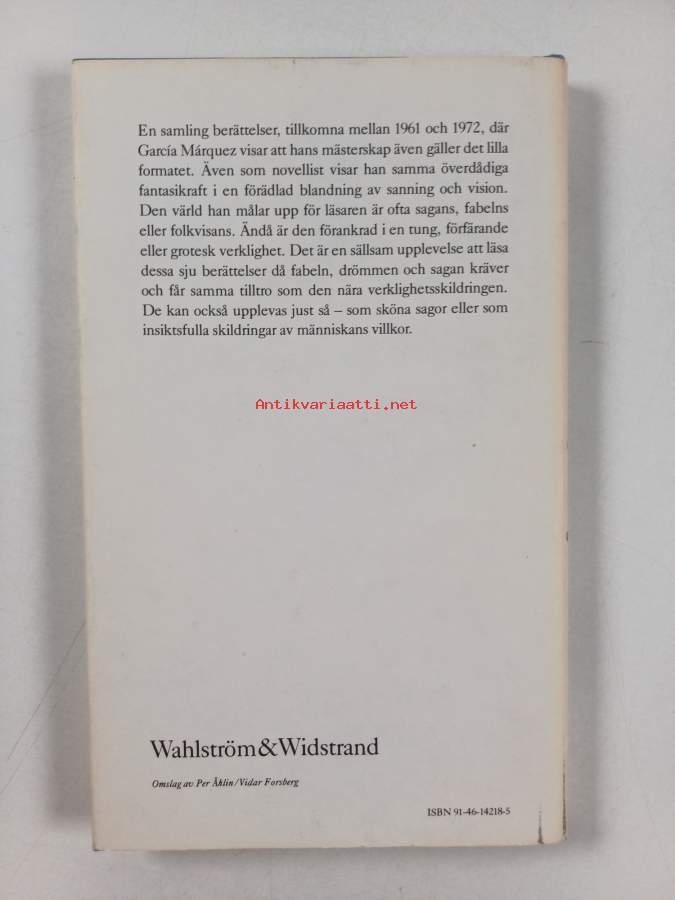 En samling berättelser, tillkomna mellan 1961 och 1972, där
García Márquez visar att hans mästerskap även gäller det lilla
formatet. Även som novellist visar han samma överdådiga
fantasikraft i en förädlad blandning av sanning och vision.
Den värld han målar upp för läsaren är ofta sagans, fabelns
eller folkvisans. Ändå är den förankrad i en tung, förfärande
eller grotesk verklighet. Det är en sällsam upplevelse att läsa
dessa sju berättelser då fabeln, drömmen och sagan kräver
och får samma tilltro som den nära verklighetsskildringen.
De kan också upplevas just så – som sköna sagor eller som
insiktsfulla skildringar av människans villkor.
Antikvariaatti.net
Wahlström&Widstrand
Omslag av Per Åhlin/Vidar Forsberg
ISBN 91-46-14218-5